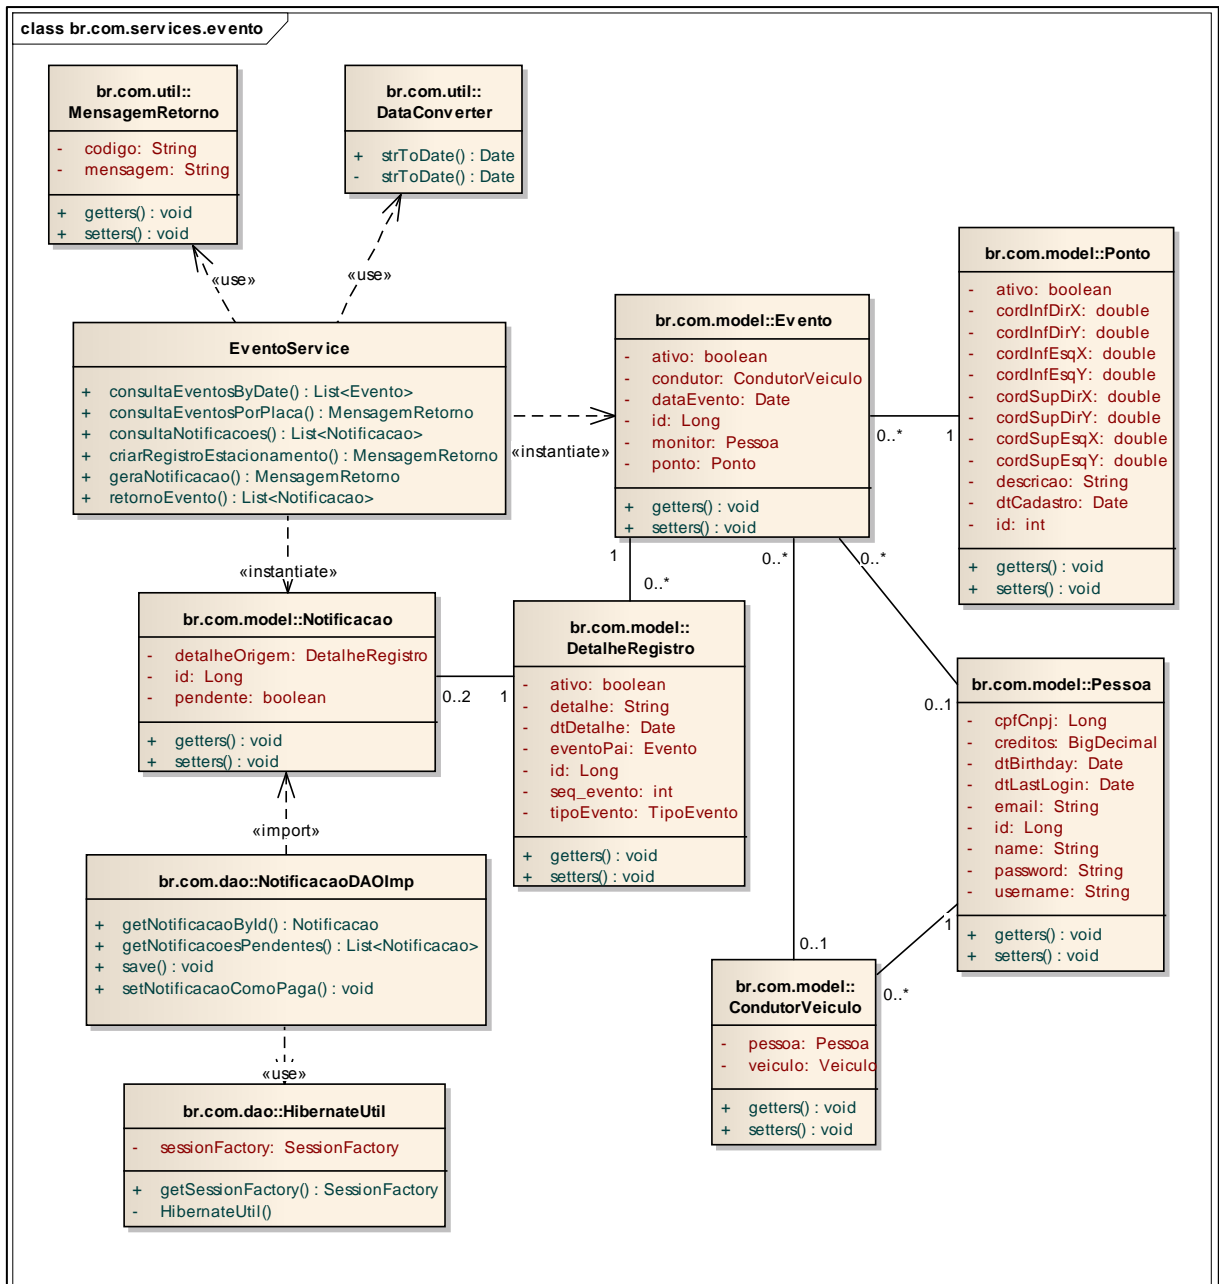 class br.com.services.evento
br.com.util::
MensagemRetorno
- codigo: String
- mensagem: String
+ getters() : void
+ setters() : void
br.com.util::
DataConverter
+ strToDate() : Date
- strToDate() : Date
«use»
«use»
EventoService
+ consultaEventosByDate() : List<Evento>
+ consultaEventosPorPlaca() : MensagemRetorno
+ consultaNotificacoes() : List<Notificacao>
+ criarRegistroEstacionamento() : MensagemRetorno
+ geraNotificacao() : MensagemRetorno
+ retornoEvento() : List<Notificacao>
«instantiate»
«instantiate»
br.com.model::Evento
- ativo: boolean
- condutor: CondutorVeiculo
- dataEvento: Date
- id: Long
- monitor: Pessoa
- ponto: Ponto
+ getters() : void
+ setters() : void
0..*
1
br.com.model::Ponto
- ativo: boolean
- cordInfDirX: double
- cordInfDirY: double
- cordInfEsqX: double
- cordInfEsqY: double
- cordSupDirX: double
- cordSupDirY: double
- cordSupEsqX: double
- cordSupEsqY: double
- descricao: String
- dtCadastro: Date
- id: int
+ getters() : void
+ setters() : void
1
0..*
0..*
0..*
br.com.model::Notificacao
- detalheOrigem: DetalheRegistro
- id: Long
- pendente: boolean
+ getters() : void
+ setters() : void
0..2
1
br.com.model::
DetalheRegistro
- ativo: boolean
- detalhe: String
- dtDetalhe: Date
- eventoPai: Evento
- id: Long
- seq_evento: int
- tipoEvento: TipoEvento
+ getters() : void
+ setters() : void
0..1
br.com.model::Pessoa
- cpfCnpj: Long
- creditos: BigDecimal
- dtBirthday: Date
- dtLastLogin: Date
- email: String
- id: Long
- name: String
- password: String
- username: String
+ getters() : void
+ setters() : void
«import»
br.com.dao::NotificacaoDAOImp
+ getNotificacaoById() : Notificacao
+ getNotificacoesPendentes() : List<Notificacao>
+ save() : void
+ setNotificacaoComoPaga() : void
1
0..1
0..*
br.com.model::
CondutorVeiculo
- pessoa: Pessoa
- veiculo: Veiculo
+ getters() : void
+ setters() : void
«use»
br.com.dao::HibernateUtil
- sessionFactory: SessionFactory
+ getSessionFactory() : SessionFactory
- HibernateUtil()